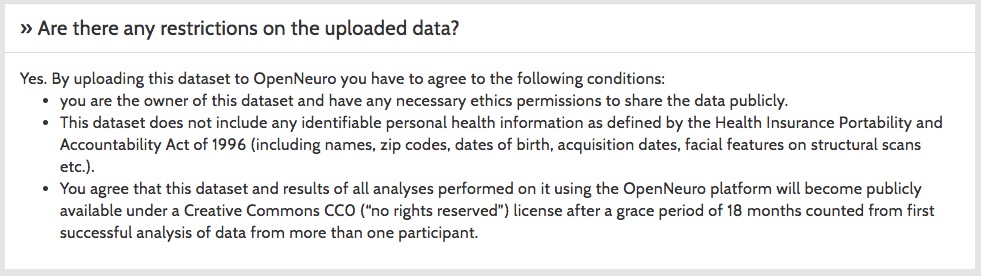 » Are there any restrictions on the uploaded data?
Yes. By uploading this dataset to OpenNeuro you have to agree to the following conditions:
• you are the owner of this dataset and have any necessary ethics permissions to share the data publicly.
• This dataset does not include any identifiable personal health information as defined by the Health Insurance Portability and
Accountability Act of 1996 (including names, zip codes, dates of birth, acquisition dates, facial features on structural scans
etc.).
• You agree that this dataset and results of all analyses performed on it using the OpenNeuro platform will become publicly
available under a Creative Commons CC0 (“no rights reserved”) license after a grace period of 18 months counted from first
successful analysis of data from more than one participant.